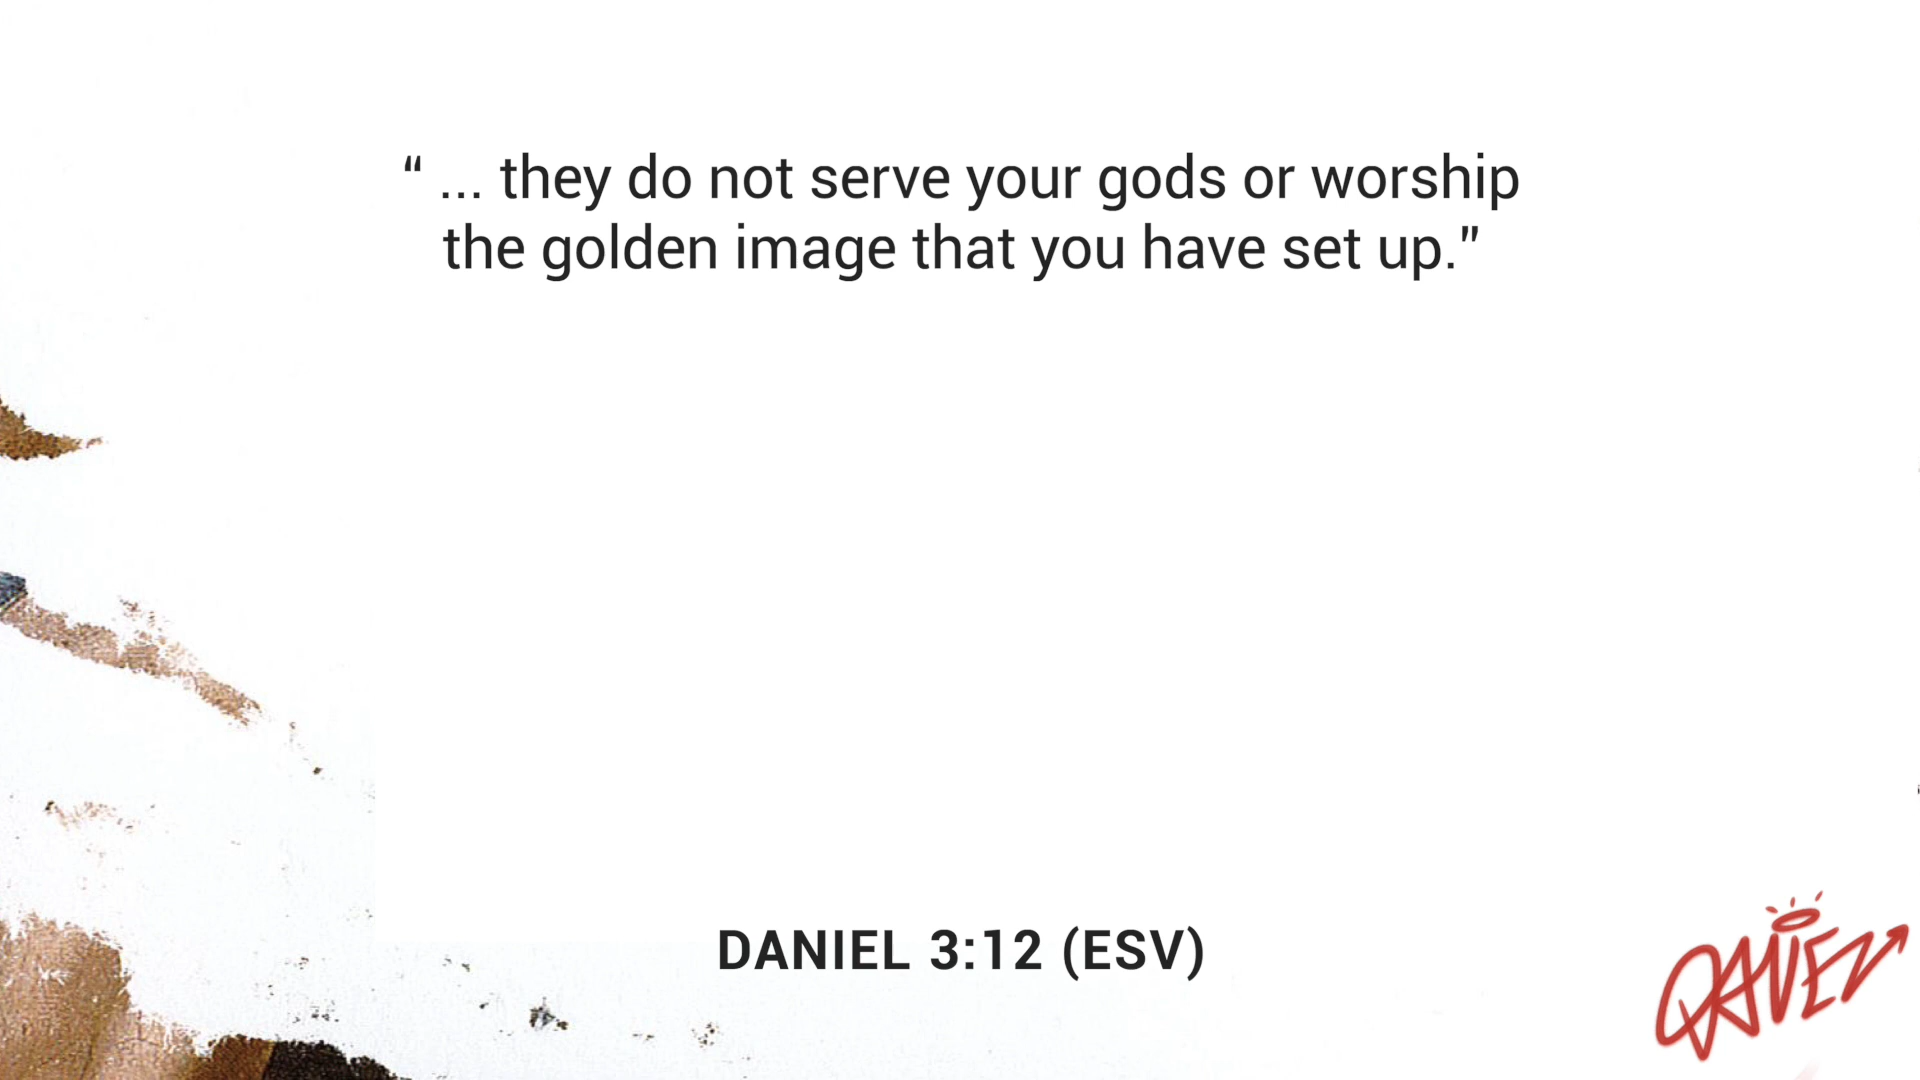 “ ... they do not serve your gods or worship
the golden image that you have set up.”
DANIEL 3:12 (ESV)